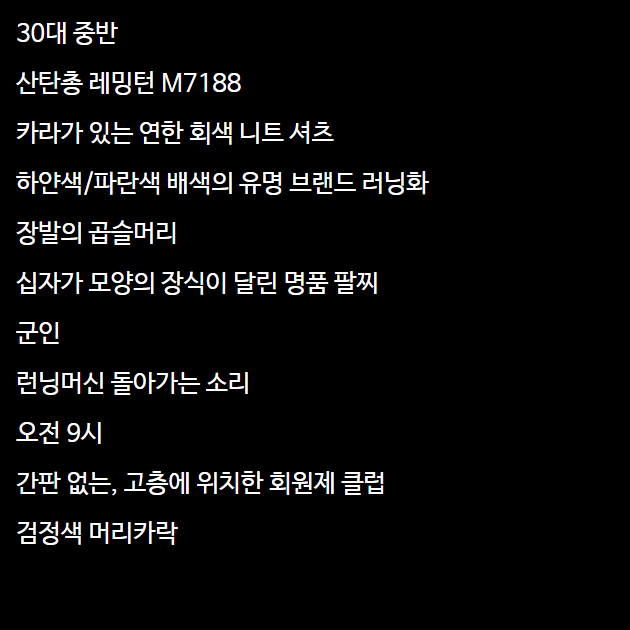 30대 중반
산탄총 레밍턴 M7188
카라가 있는 연한 회색 니트 셔츠
하얀색/파란색 배색의 유명 브랜드 러닝화
장발의 곱슬머리
십자가 모양의 장식이 달린 명품 팔찌
군인
런닝머신 돌아가는 소리
오전 9시
간판 없는, 고층에 위치한 회원제 클럽
검정색 머리카락